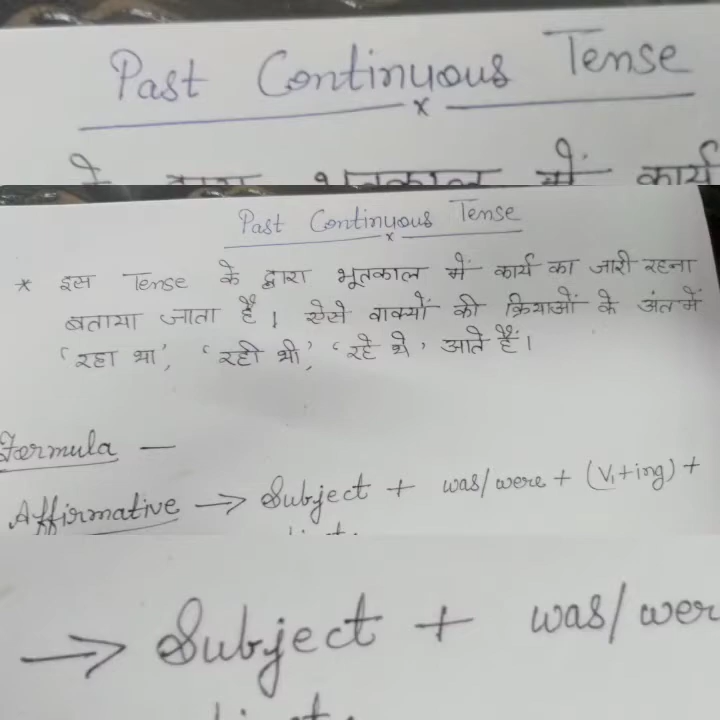 Past Continuous Tense
x
भूतकाल में कार्य
Past Continuous Tense
x
* इस Tense के द्वारा भूतकाल में कार्य का जारी रहना
बताया जाता है। ऐसे वाक्यों की क्रियाओं के अंत में
'रहा था', 'रही थी', 'रहे थे' आते हैं।
Formula —
Affirmative → Subject + was/were + (V₁+ing) +
→ Subject + was/wer